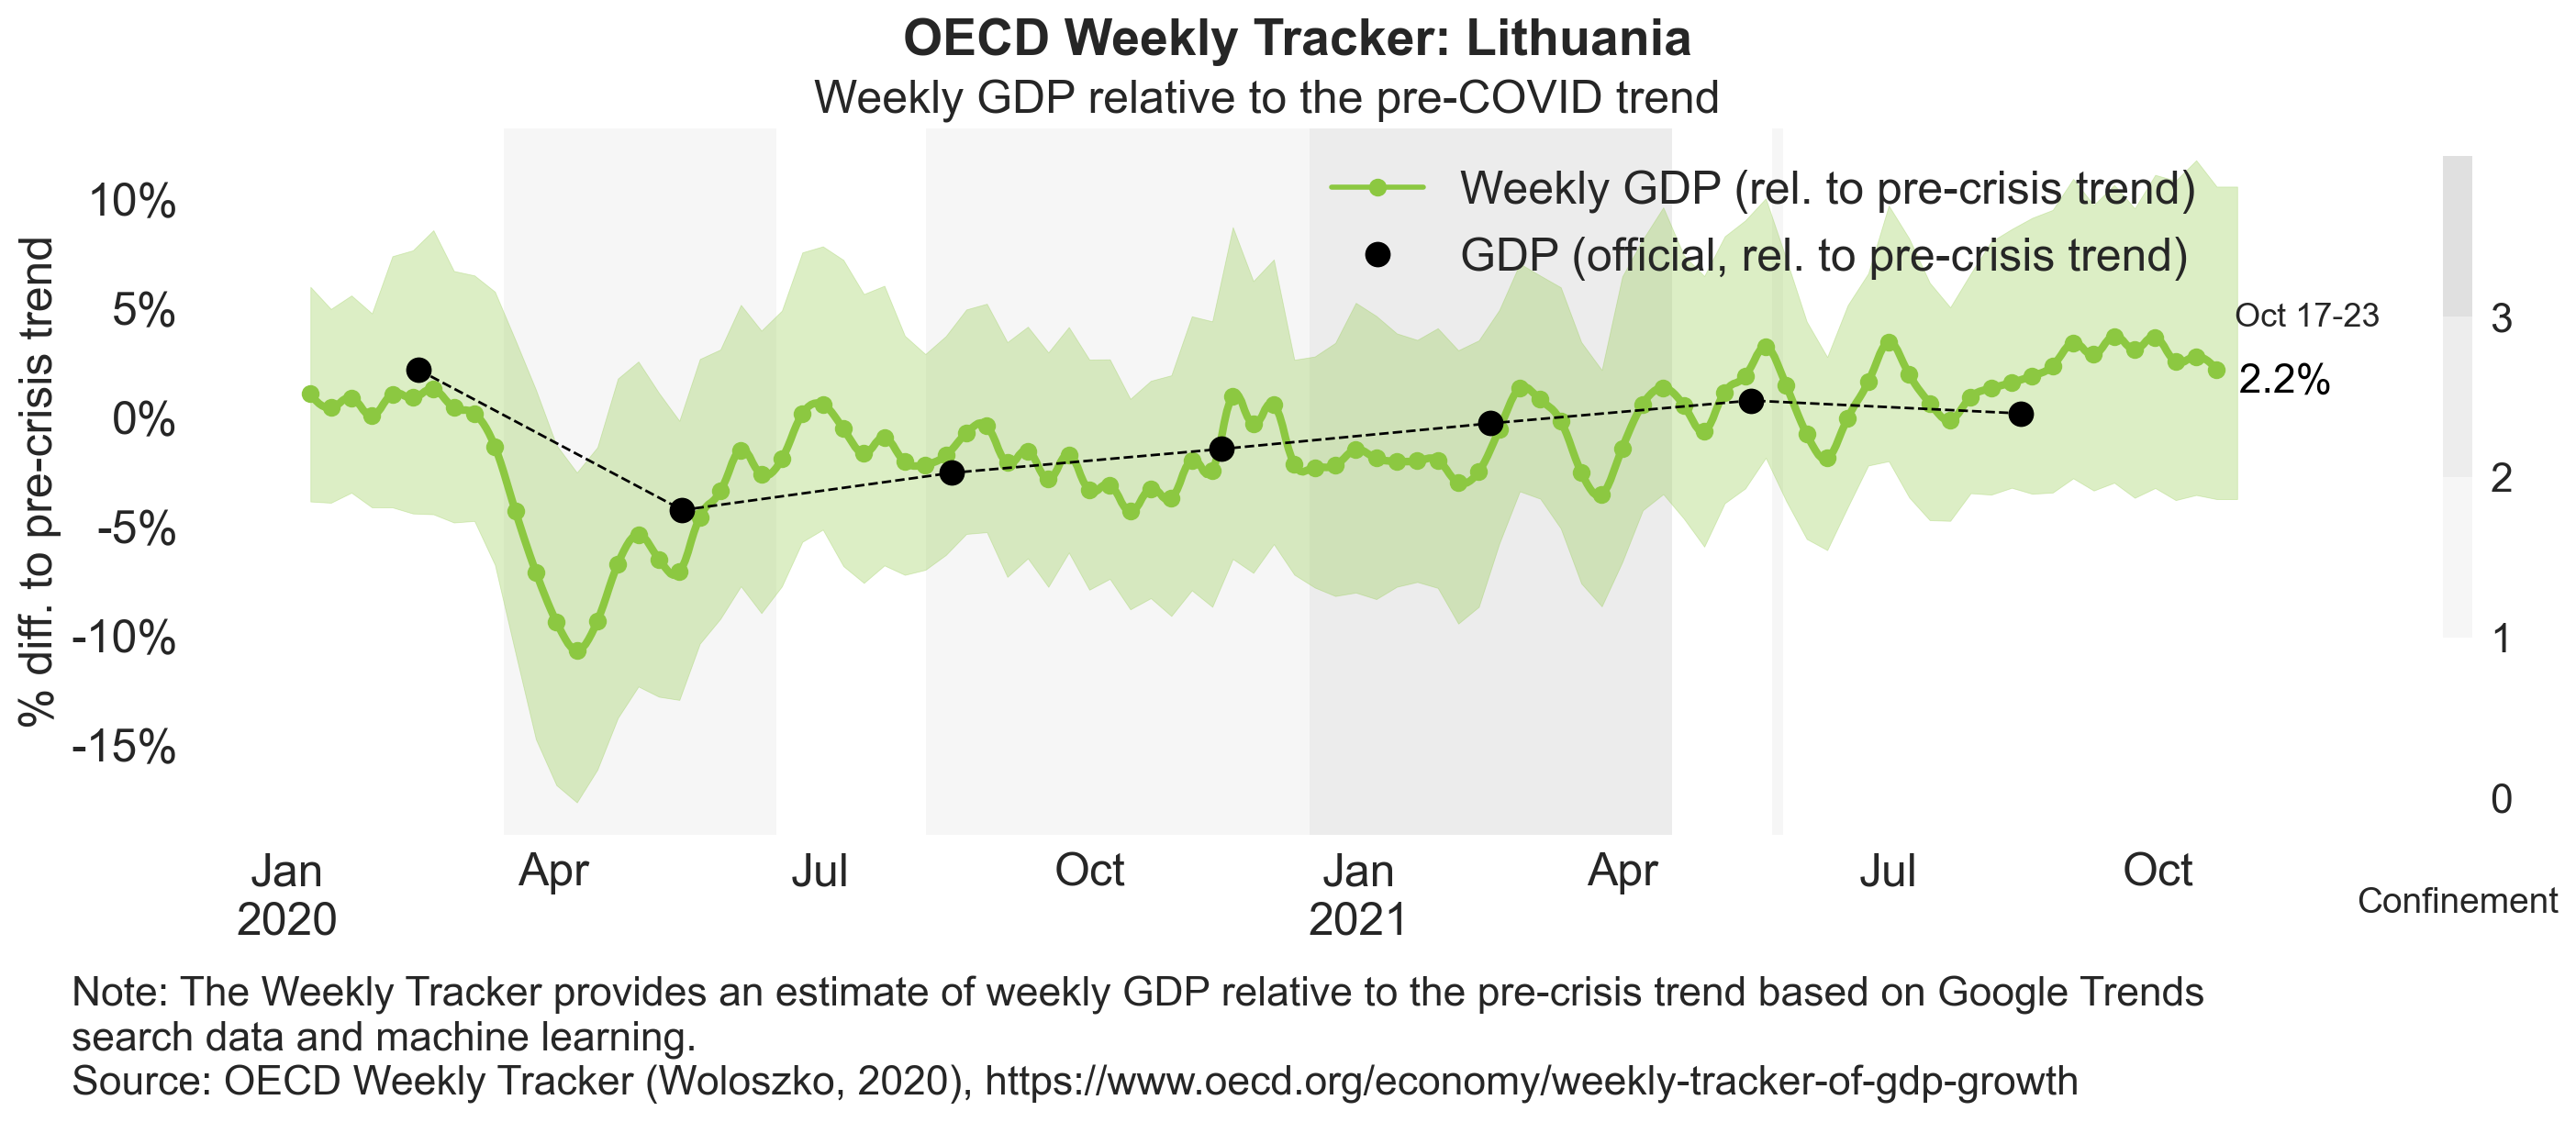 OECD Weekly Tracker: Lithuania
Weekly GDP relative to the pre-COVID trend
% diff. to pre-crisis trend
10%
5%
0%
-5%
-10%
-15%
Weekly GDP (rel. to pre-crisis trend)
GDP (official, rel. to pre-crisis trend)
Oct 17-23
2.2%
3
2
1
0
Confinement
Jan Apr Jul Oct Jan Apr Jul Oct
2020 2021
Note: The Weekly Tracker provides an estimate of weekly GDP relative to the pre-crisis trend based on Google Trends
search data and machine learning.
Source: OECD Weekly Tracker (Woloszko, 2020), https://www.oecd.org/economy/weekly-tracker-of-gdp-growth